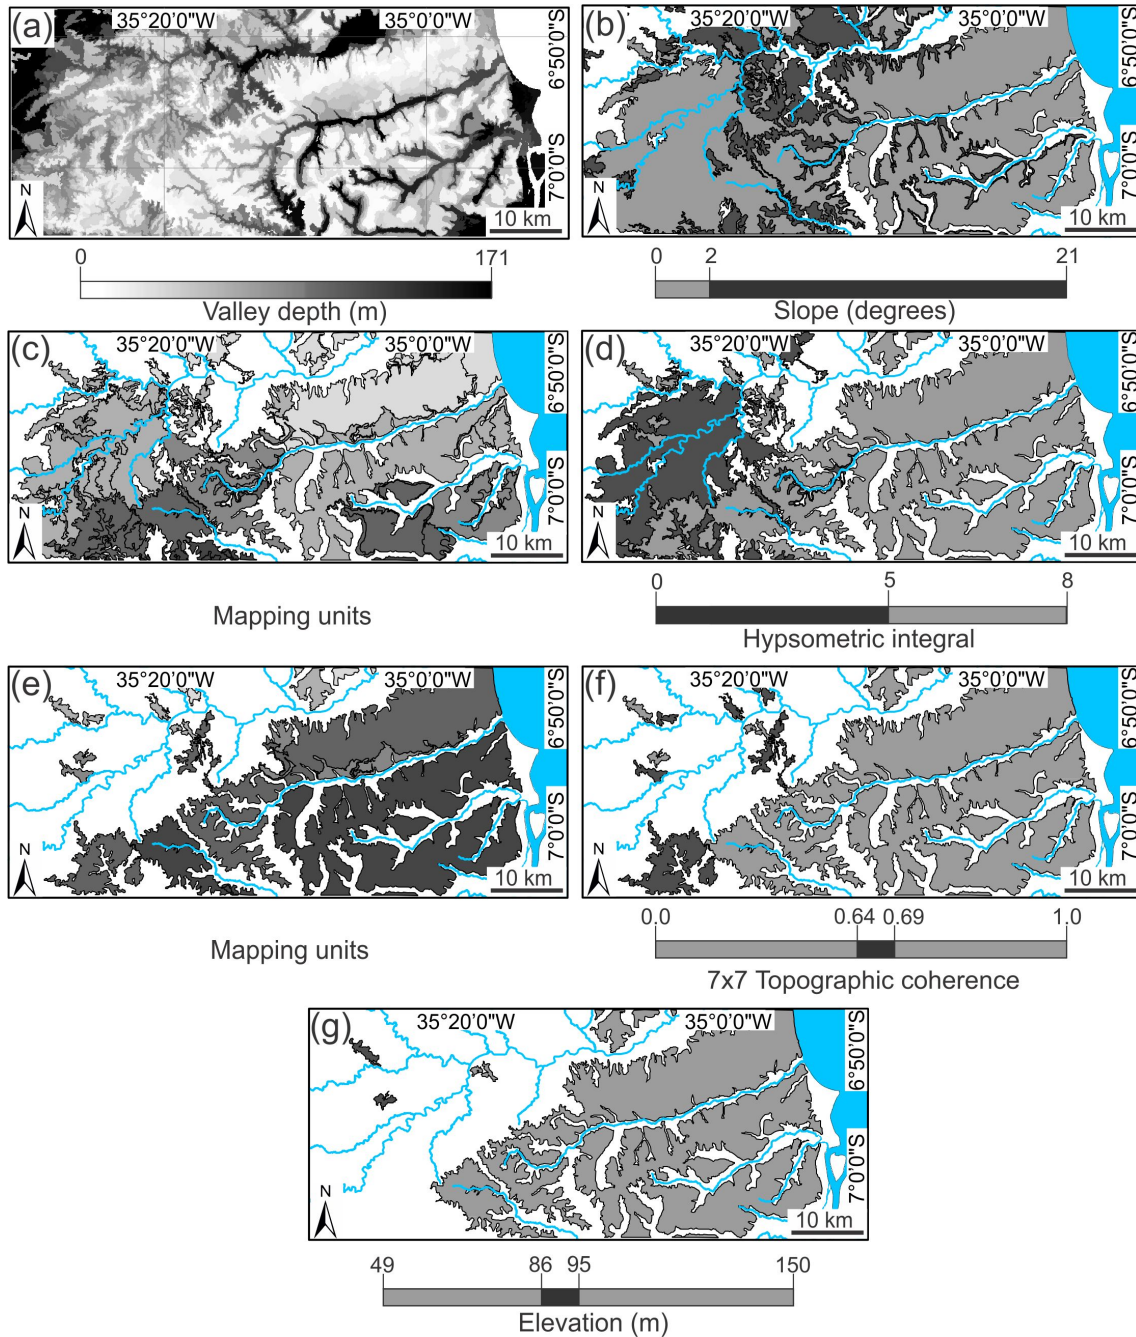 (a)
35°20'0"W
35°0'0"W
6°50'0"S
7°0'0"S
N
10 km
0
171
Valley depth (m)
(b)
35°20'0"W
35°0'0"W
6°50'0"S
7°0'0"S
N
10 km
0
2
21
Slope (degrees)
(c)
35°20'0"W
35°0'0"W
6°50'0"S
7°0'0"S
N
10 km
Mapping units
(d)
35°20'0"W
35°0'0"W
6°50'0"S
7°0'0"S
N
10 km
0
5
8
Hypsometric integral
(e)
35°20'0"W
35°0'0"W
6°50'0"S
7°0'0"S
N
10 km
Mapping units
(f)
35°20'0"W
35°0'0"W
6°50'0"S
7°0'0"S
N
10 km
0.0
0.64
0.69
1.0
7x7 Topographic coherence
(g)
35°20'0"W
35°0'0"W
6°50'0"S
7°0'0"S
N
10 km
49
86
95
150
Elevation (m)